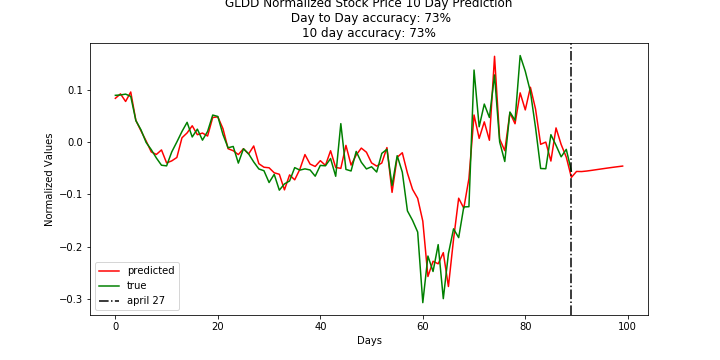 GLDD Normalized Stock Price 10 Day Prediction
Day to Day accuracy: 73%
10 day accuracy: 73%
Normalized Values
0.1
0.0
−0.1
−0.2
−0.3
predicted
true
april 27
0
20
40
60
80
100
Days